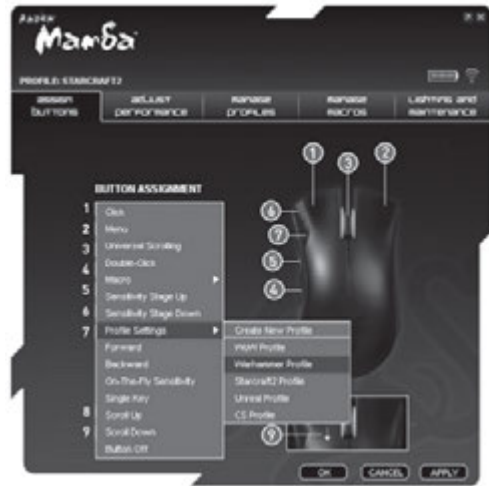 RAZER
Mamba
PROFILE: STARCRAFT2
ASSIGN BUTTONS
ADJUST PERFORMANCE
MANAGE PROFILES
MANAGE MACROS
LIGHTING AND MAINTENANCE
1
2
3
6
7
5
4
BUTTON ASSIGNMENT
1
2
3
4
5
6
7
8
9
Click
Menu
Universal Scrolling
Double-Click
Macro
Sensitivity Stage Up
Sensitivity Stage Down
Profile Settings
Forward
Backward
On-The-Fly Sensitivity
Single Key
Scroll Up
Scroll Down
Button Off
Create New Profile
Warhammer Profile
Starcraft2 Profile
Unreal Profile
CS Profile
9
OK
CANCEL
APPLY